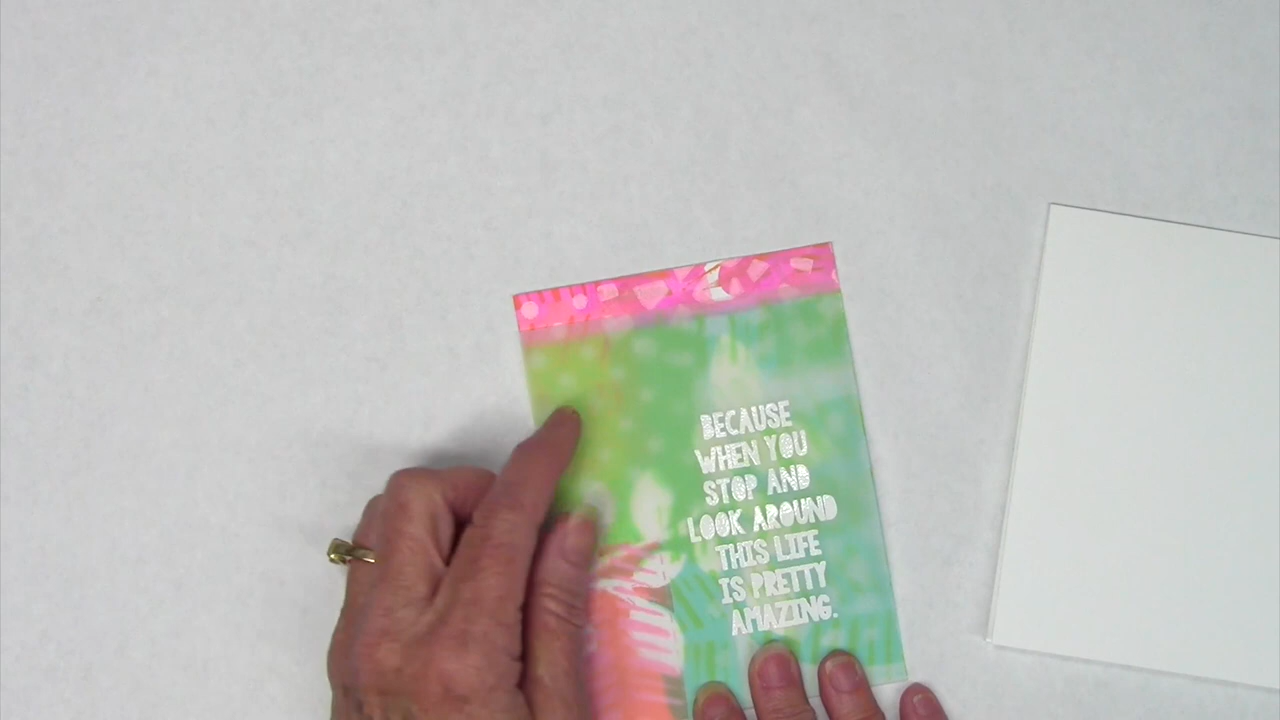 BECAUSE
WHEN YOU
STOP AND
LOOK AROUND
THIS LIFE
IS PRETTY
AMAZING.